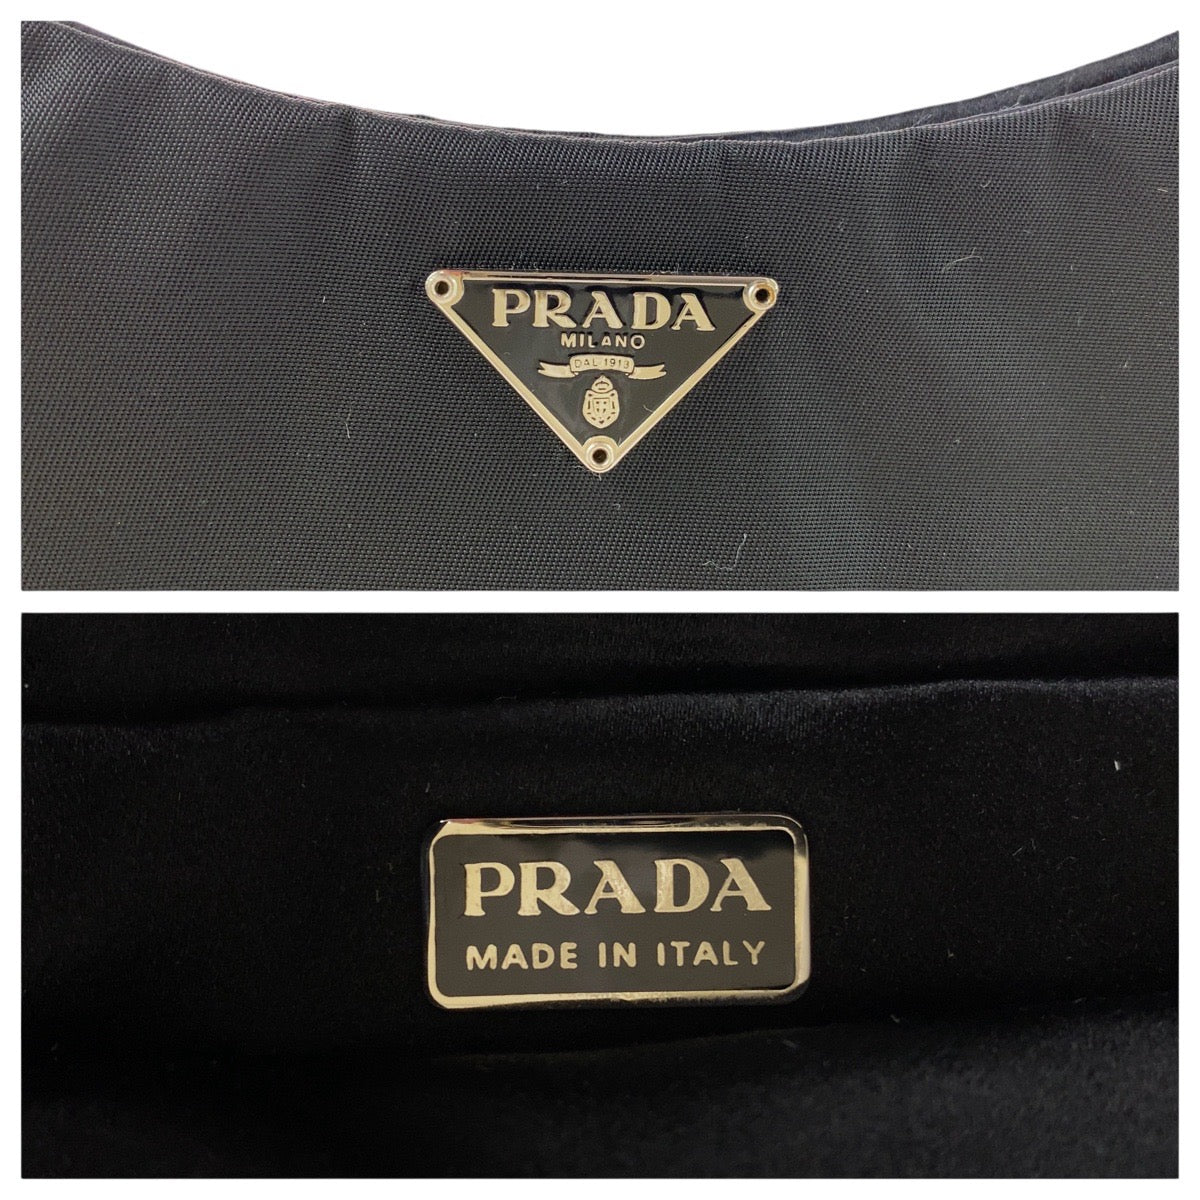 PRADA
MILANO
DAL 1913
PRADA
MADE IN ITALY